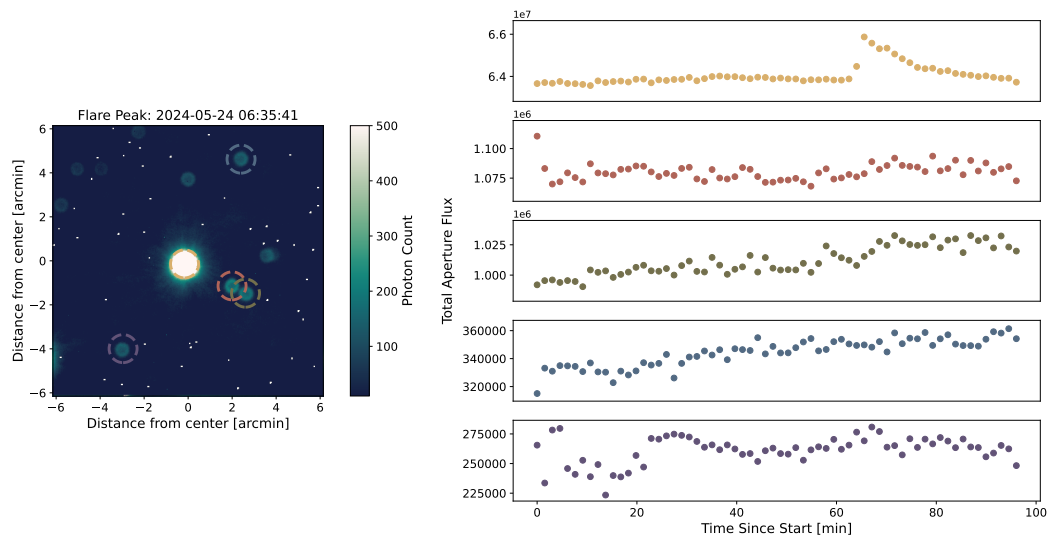 Flare Peak: 2024-05-24 06:35:41
6
4
2
0
−2
−4
−6
−6 −4 −2 0 2 4 6
Distance from center [arcmin]
Distance from center [arcmin]
500
400
300
200
100
Photon Count
Total Aperture Flux
1e7
6.6
6.4
1e6
1.100
1.075
1e6
1.025
1.000
360000
340000
320000
275000
250000
225000
0 20 40 60 80 100
Time Since Start [min]